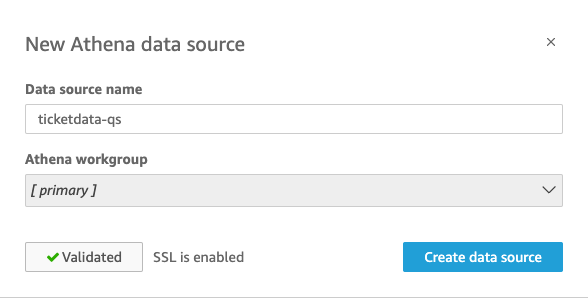 New Athena data source
Data source name
ticketdata-qs
Athena workgroup
[ primary ]
Validated
SSL is enabled
Create data source